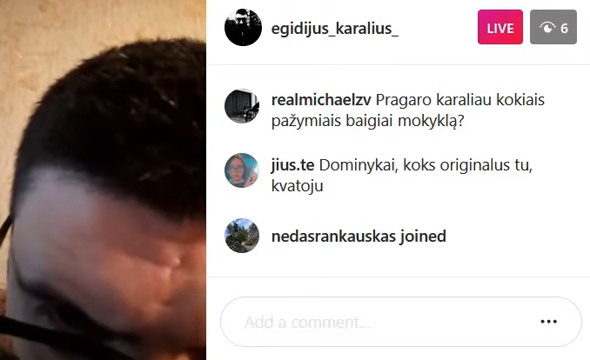 egidijus_karalius_
LIVE
6
realmichaelzv Pragaro karaliau kokiais
pažymiais baigiai mokyklą?
jius.te Dominykai, koks originalus tu,
kvatoju
nedasrankauskas joined
Add a comment...